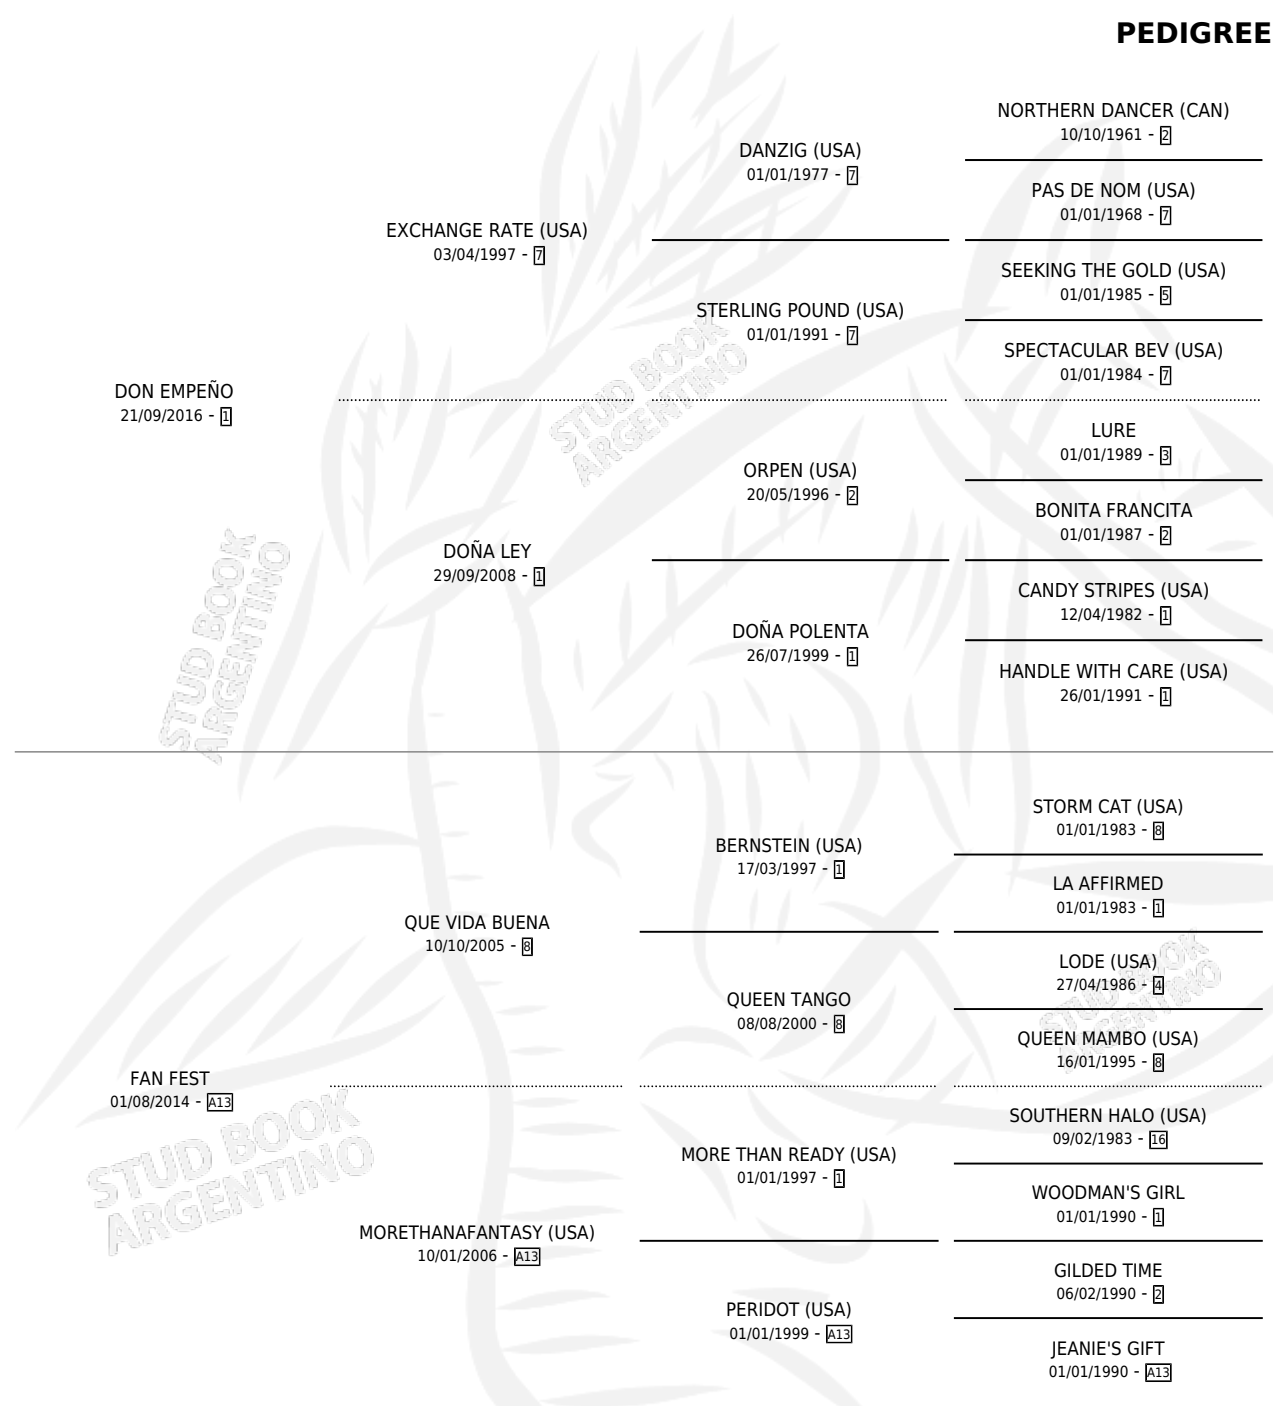 PEDIGREE
NORTHERN DANCER (CAN)
10/10/1961 - 2
DANZIG (USA)
01/01/1977 - 7
PAS DE NOM (USA)
01/01/1968 - 7
EXCHANGE RATE (USA)
03/04/1997 - 7
SEEKING THE GOLD (USA)
01/01/1985 - 5
STERLING POUND (USA)
01/01/1991 - 7
SPECTACULAR BEV (USA)
01/01/1984 - 7
DON EMPEÑO
21/09/2016 - 1
LURE
01/01/1989 - 3
ORPEN (USA)
20/05/1996 - 2
BONITA FRANCITA
01/01/1987 - 2
DOÑA LEY
29/09/2008 - 1
CANDY STRIPES (USA)
12/04/1982 - 1
DOÑA POLENTA
26/07/1999 - 1
HANDLE WITH CARE (USA)
26/01/1991 - 1
STORM CAT (USA)
01/01/1983 - 8
BERNSTEIN (USA)
17/03/1997 - 1
LA AFFIRMED
01/01/1983 - 1
QUE VIDA BUENA
10/10/2005 - 8
LODE (USA)
27/04/1986 - 4
QUEEN TANGO
08/08/2000 - 8
QUEEN MAMBO (USA)
16/01/1995 - 8
FAN FEST
01/08/2014 - A13
SOUTHERN HALO (USA)
09/02/1983 - 16
MORE THAN READY (USA)
01/01/1997 - 1
WOODMAN'S GIRL
01/01/1990 - 1
MORETHANAFANTASY (USA)
10/01/2006 - A13
GILDED TIME
06/02/1990 - 2
PERIDOT (USA)
01/01/1999 - A13
JEANIE'S GIFT
01/01/1990 - A13
STUD BOOK
ARGENTINO
STUD BOOK
ARGENTINO
STUD BOOK
ARGENTINO
STUD BOOK
ARGENTINO